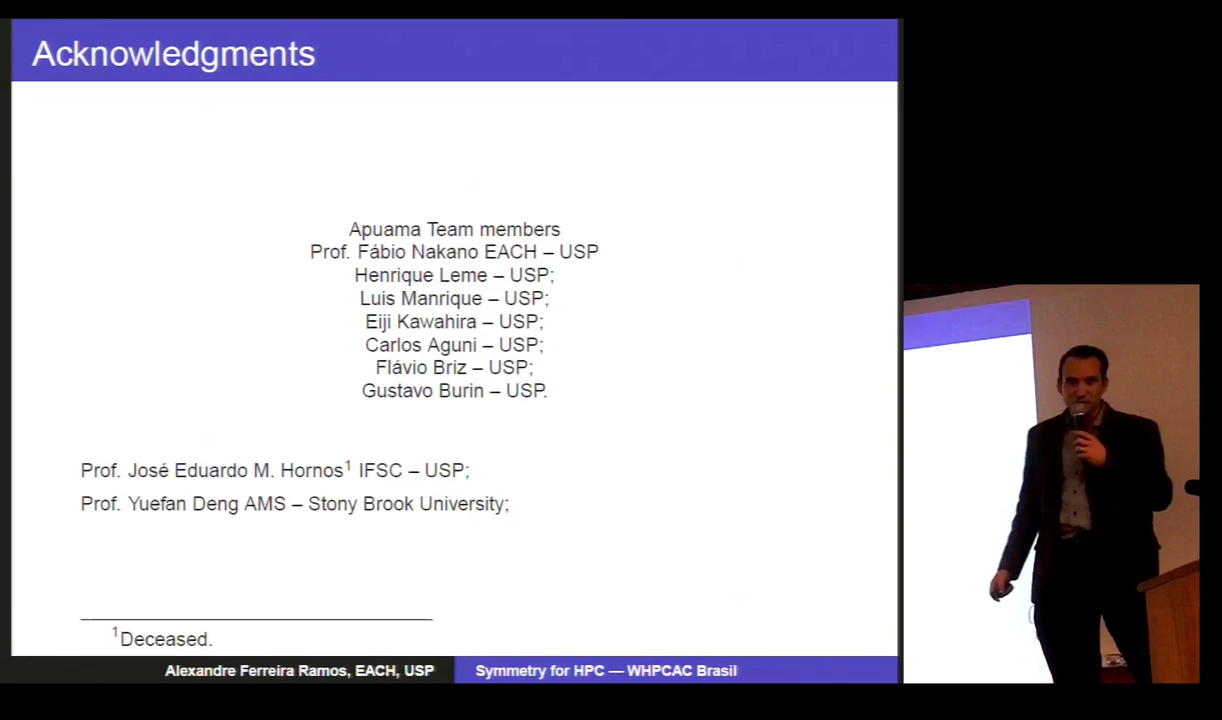 Acknowledgments
Apuama Team members
Prof. Fábio Nakano EACH – USP
Henrique Leme – USP;
Luis Manrique – USP;
Eiji Kawahira – USP;
Carlos Aguni – USP;
Flávio Briz – USP;
Gustavo Burin – USP.
Prof. José Eduardo M. Hornos¹ IFSC – USP;
Prof. Yuefan Deng AMS – Stony Brook University;
¹Deceased.
Alexandre Ferreira Ramos, EACH, USP
Symmetry for HPC — WHPCAC Brasil